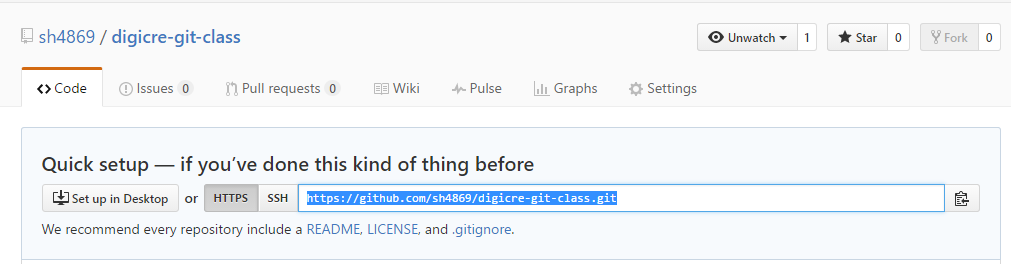 sh4869 / digicre-git-class
Unwatch 1 Star 0 Fork 0
Code Issues 0 Pull requests 0 Wiki Pulse Graphs Settings
Quick setup — if you’ve done this kind of thing before
Set up in Desktop or HTTPS SSH https://github.com/sh4869/digicre-git-class.git
We recommend every repository include a README, LICENSE, and .gitignore.